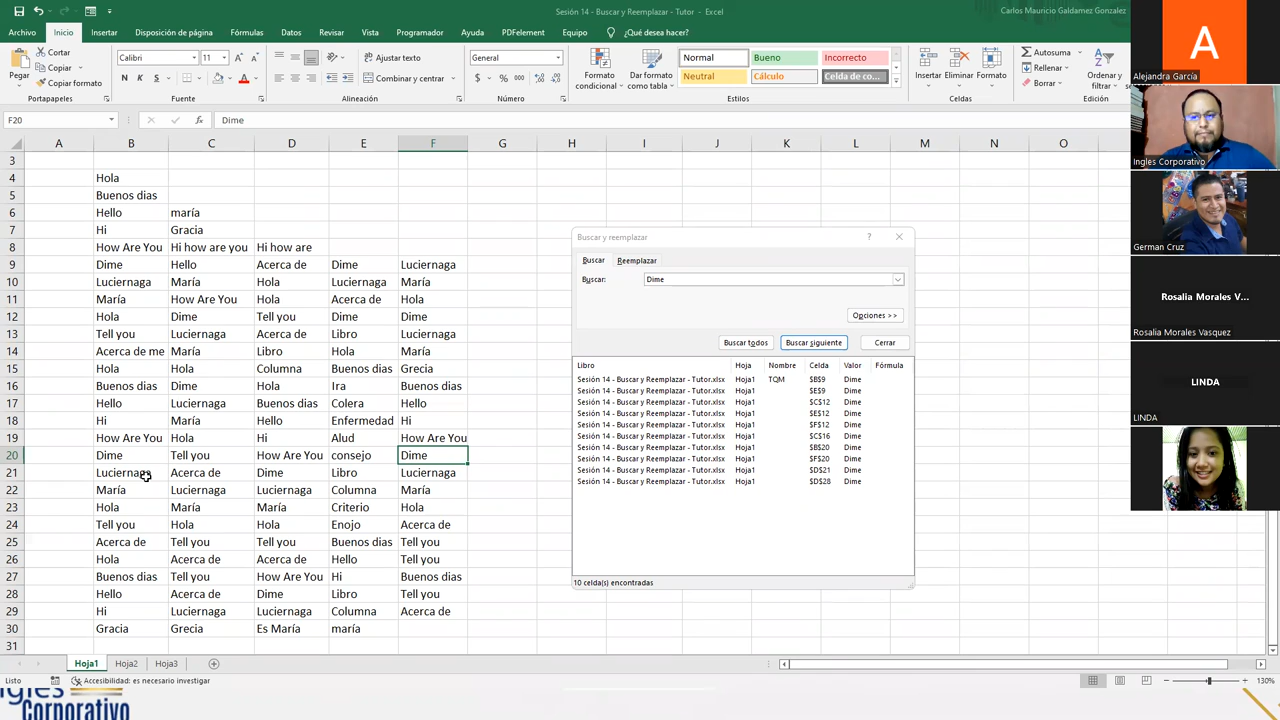 Sesión 14 - Buscar y Reemplazar - Tutor - Excel
Carlos Mauricio Galdamez Gonzalez
Archivo Inicio Insertar Disposición de página Fórmulas Datos Revisar Vista Programador Ayuda PDFelement Equipo ¿Qué desea hacer?
Pegar
Cortar
Copiar
Copiar formato
Portapapeles
Calibri 11
N K S
Fuente
Ajustar texto
Combinar y centrar
Alineación
General
$ % 000
Número
Formato condicional
Dar formato como tabla
Normal Bueno Incorrecto
Neutral Cálculo Celda de co...
Estilos
Insertar Eliminar Formato
Celdas
Autosuma
Rellenar
Borrar
Ordenar y filtrar
Edición
F20 fx Dime
A B C D E F G H I J K L M N O
3
4 Hola
5 Buenos dias
6 Hello maría
7 Hi Gracia
8 How Are You Hi how are you Hi how are
9 Dime Hello Acerca de Dime Luciernaga
10 Luciernaga María Hola Luciernaga María
11 María How Are You Hola Acerca de Hola
12 Hola Dime Tell you Dime Dime
13 Tell you Luciernaga Acerca de Libro Luciernaga
14 Acerca de me María Libro Hola María
15 Hola Hola Columna Buenos dias Grecia
16 Buenos dias Dime Hola Ira Buenos dias
17 Hello Luciernaga Buenos dias Colera Hello
18 Hi María Hello Enfermedad Hi
19 How Are You Hola Hi Alud How Are You
20 Dime Tell you How Are You consejo Dime
21 Luciernaga Acerca de Dime Libro Luciernaga
22 María Luciernaga Luciernaga Columna María
23 Hola María María Criterio Hola
24 Tell you Hola Hola Enojo Acerca de
25 Acerca de Tell you Tell you Buenos dias Tell you
26 Hola Acerca de Acerca de Hello Tell you
27 Buenos dias Tell you How Are You Hi Buenos dias
28 Hello Acerca de Dime Libro Tell you
29 Hi Luciernaga Luciernaga Columna Acerca de
30 Gracia Grecia Es María maría
31
Buscar y reemplazar ?
Buscar Reemplazar
Buscar: Dime
Opciones >>
Buscar todos Buscar siguiente Cerrar
Libro Hoja Nombre Celda Valor Fórmula
Sesión 14 - Buscar y Reemplazar - Tutor.xlsx Hoja1 TQM $B$9 Dime
Sesión 14 - Buscar y Reemplazar - Tutor.xlsx Hoja1 $E$9 Dime
Sesión 14 - Buscar y Reemplazar - Tutor.xlsx Hoja1 $C$12 Dime
Sesión 14 - Buscar y Reemplazar - Tutor.xlsx Hoja1 $E$12 Dime
Sesión 14 - Buscar y Reemplazar - Tutor.xlsx Hoja1 $F$12 Dime
Sesión 14 - Buscar y Reemplazar - Tutor.xlsx Hoja1 $C$16 Dime
Sesión 14 - Buscar y Reemplazar - Tutor.xlsx Hoja1 $B$20 Dime
Sesión 14 - Buscar y Reemplazar - Tutor.xlsx Hoja1 $F$20 Dime
Sesión 14 - Buscar y Reemplazar - Tutor.xlsx Hoja1 $D$21 Dime
Sesión 14 - Buscar y Reemplazar - Tutor.xlsx Hoja1 $D$28 Dime
10 celda(s) encontradas
A
Alejandra García
Ingles Corporativo
German Cruz
Rosalia Morales V...
Rosalia Morales Vasquez
LINDA
LINDA
Hoja1 Hoja2 Hoja3
Listo Accesibilidad: es necesario investigar 130%
Ingles
Corporativo